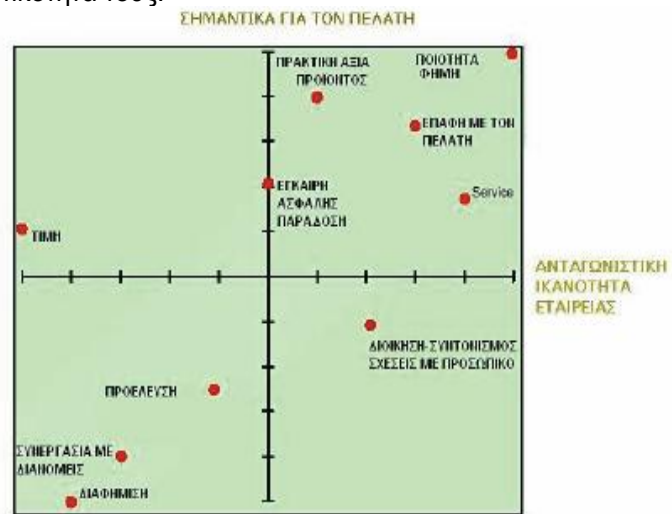 ΣΗΜΑΝΤΙΚΑ ΓΙΑ ΤΟΝ ΠΕΛΑΤΗ
ΠΡΑΚΤΙΚΗ ΑΞΙΑ
ΠΡΟΙΟΝΤΟΣ
ΠΟΙΟΤΗΤΑ
ΦΗΜΗ
ΕΠΑΦΗ ΜΕ ΤΟΝ
ΠΕΛΑΤΗ
ΕΓΚΑΙΡΗ
ΑΣΦΑΛΗΣ
ΠΑΡΑΔΟΣΗ
Service
ΤΙΜΗ
ΑΝΤΑΓΩΝΙΣΤΙΚΗ
ΙΚΑΝΟΤΗΤΑ
ΕΤΑΙΡΕΙΑΣ
ΔΙΟΙΚΗΣΗ-ΣΥΝΤΟΝΙΣΜΟΣ
ΣΧΕΣΕΙΣ ΜΕ ΠΡΟΣΩΠΙΚΟ
ΠΡΟΕΛΕΥΣΗ
ΣΥΝΕΡΓΑΣΙΑ ΜΕ
ΔΙΑΝΟΜΕΙΣ
ΔΙΑΦΗΜΙΣΗ